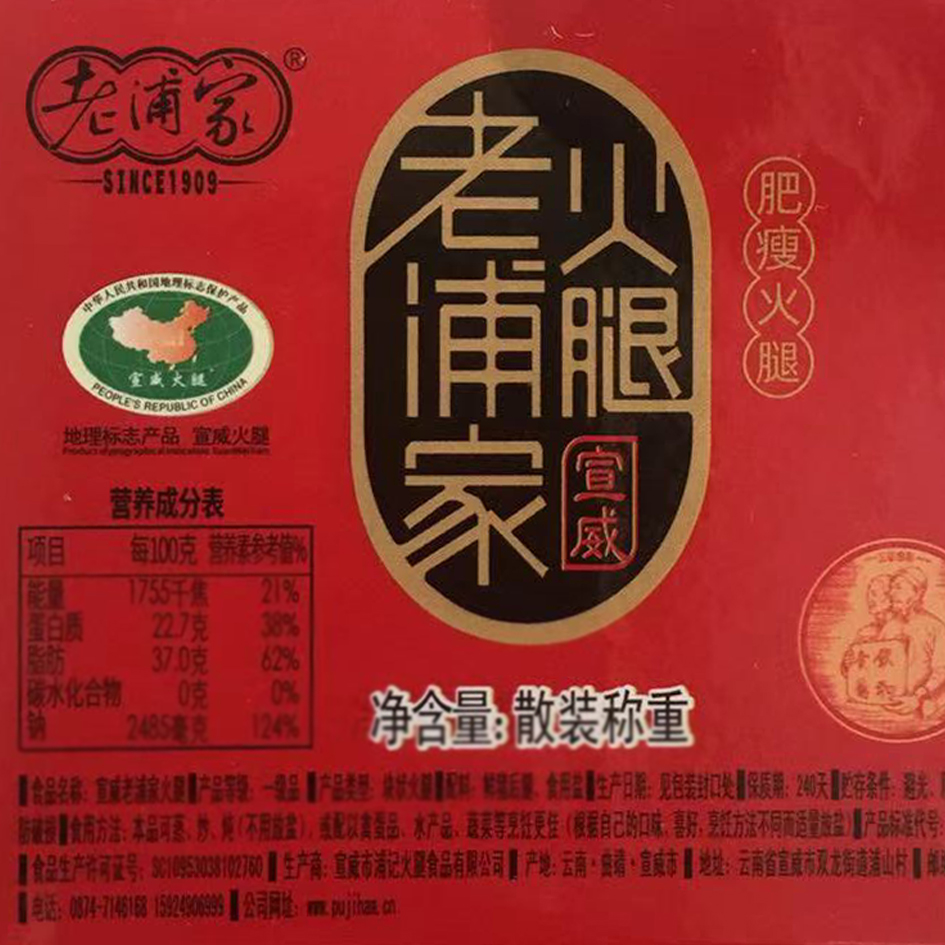 老浦家®
SINCE1909
老浦家
火腿
宣威
肥瘦火腿
中华人民共和国地理标志保护产品
宣威火腿
PEOPLE'S REPUBLIC OF CHINA
地理标志产品 宣威火腿
营养成分表
项目 每100克 营养素参考值%
能量 1755千焦 21%
蛋白质 22.7克 38%
脂肪 37.0克 62%
碳水化合物 0克 0%
钠 2485毫克 124%
净含量:散装称重
食品名称: 宣威老浦家火腿 产品等级: 一级品 产品类型: 块状火腿 配料: 鲜猪后腿、食用盐 生产日期: 见包装封口处 保质期: 240天 贮存条件: 避光、
食用方法: 本品可蒸、炒、炖(不用放盐), 或配以禽蛋品、水产品、蔬菜等烹饪更佳(根据自己的口味、喜好, 烹饪方法不同而适量放盐) 产品标准代号:
食品生产许可证号: SC10953038102760 生产商: 宣威市浦记火腿食品有限公司 产地: 云南·曲靖·宣威市 地址: 云南省宣威市双龙街道浦山村
电话: 0874-7146168 15924906999 公司网址: www.pujiham.cn